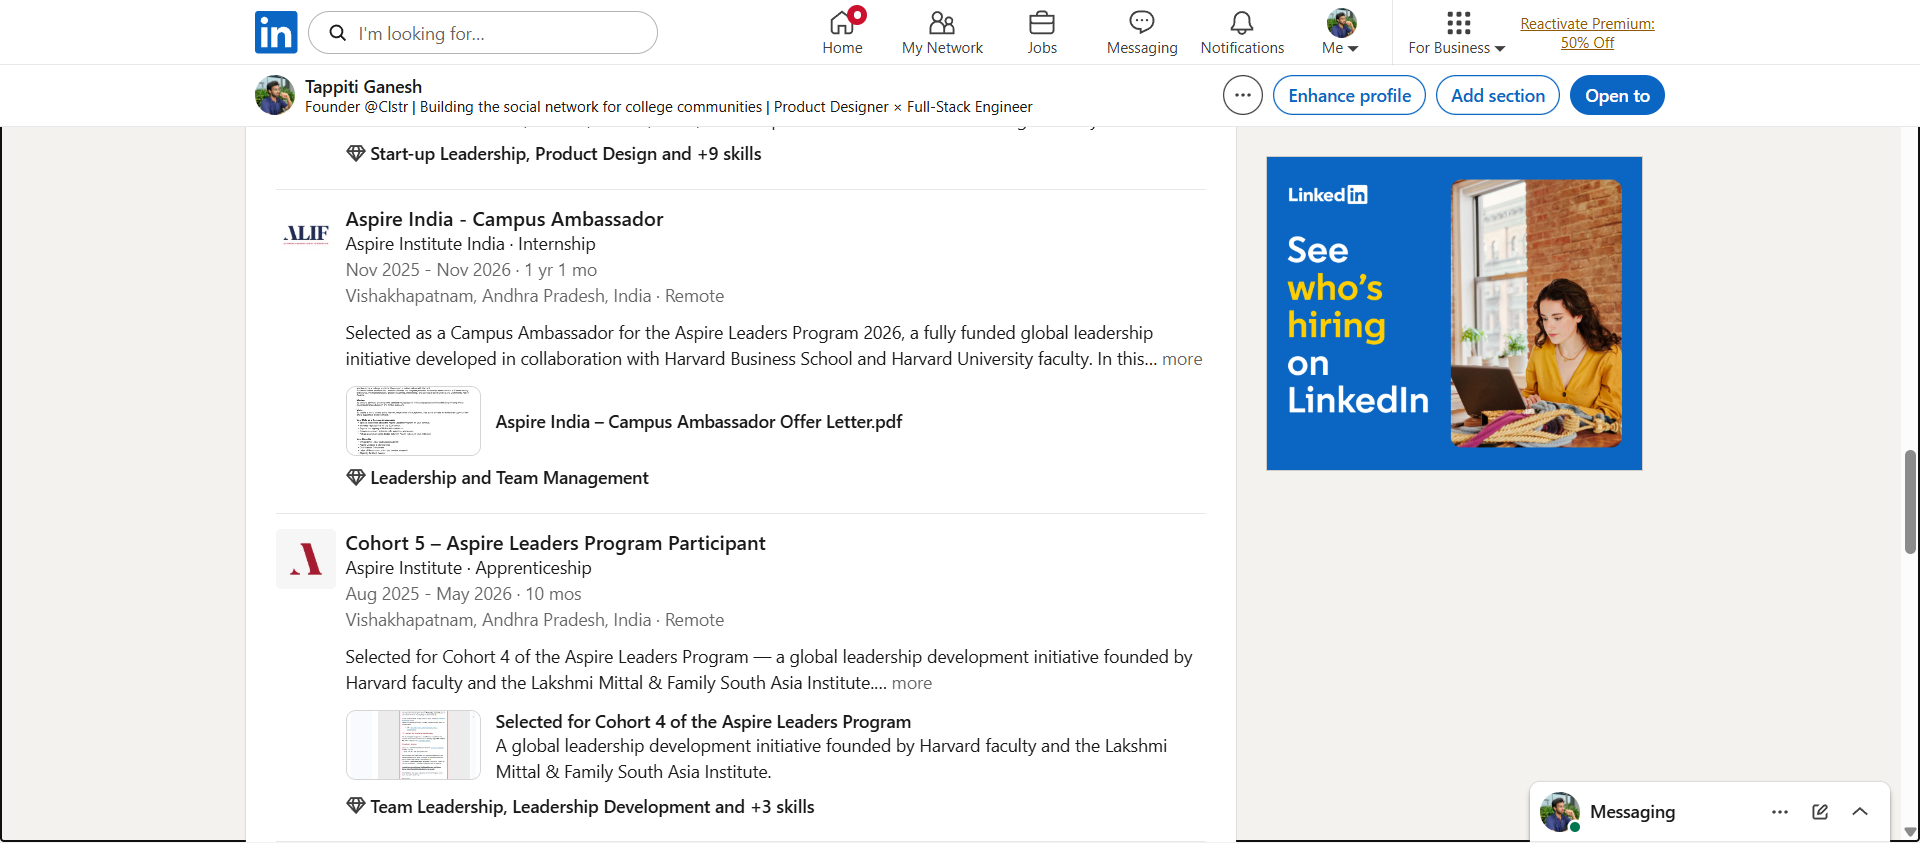 in
I'm looking for...
Home
My Network
Jobs
Messaging
Notifications
Me
For Business
Reactivate Premium:
50% Off
Tappiti Ganesh
Founder @Clstr | Building the social network for college communities | Product Designer × Full-Stack Engineer
Enhance profile
Add section
Open to
Start-up Leadership, Product Design and +9 skills
ALIF
Aspire India - Campus Ambassador
Aspire Institute India · Internship
Nov 2025 - Nov 2026 · 1 yr 1 mo
Vishakhapatnam, Andhra Pradesh, India · Remote
Selected as a Campus Ambassador for the Aspire Leaders Program 2026, a fully funded global leadership
initiative developed in collaboration with Harvard Business School and Harvard University faculty. In this... more
Aspire India – Campus Ambassador Offer Letter.pdf
Leadership and Team Management
A
Cohort 5 – Aspire Leaders Program Participant
Aspire Institute · Apprenticeship
Aug 2025 - May 2026 · 10 mos
Vishakhapatnam, Andhra Pradesh, India · Remote
Selected for Cohort 4 of the Aspire Leaders Program — a global leadership development initiative founded by
Harvard faculty and the Lakshmi Mittal & Family South Asia Institute.... more
Selected for Cohort 4 of the Aspire Leaders Program
A global leadership development initiative founded by Harvard faculty and the Lakshmi
Mittal & Family South Asia Institute.
Team Leadership, Leadership Development and +3 skills
LinkedIn
See
who's
hiring
on
LinkedIn
Messaging